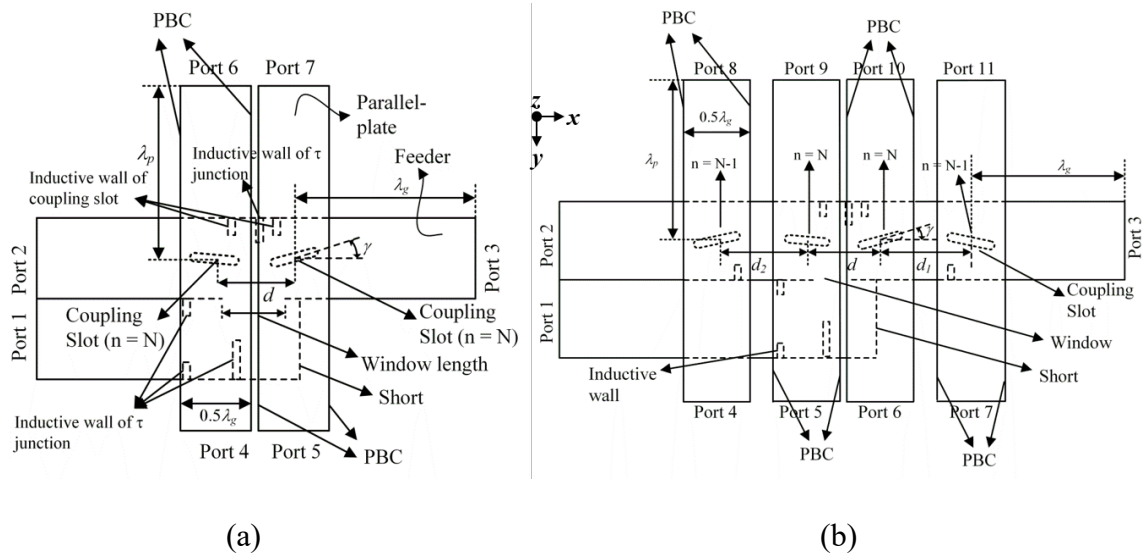 PBC
Port 6 Port 7
Parallel-
plate
λp
Inductive wall of τ
junction
Feeder
Inductive wall of
coupling slot
λg
γ
Port 2
Port 3
d
Port 1
Coupling
Slot (n = N)
Coupling
Slot (n = N)
Window length
Short
Inductive wall of τ
junction
0.5λg
Port 4 Port 5
PBC
(a)
PBC
PBC
Port 8 Port 9 Port 10 Port 11
z
x
y
0.5λg
λp
n = N-1
n = N
n = N
n = N-1
λg
γ
Port 2
Port 3
d2
d
d1
Port 1
Coupling
Slot
Window
Inductive
wall
Short
Port 4 Port 5 Port 6 Port 7
PBC
PBC
(b)